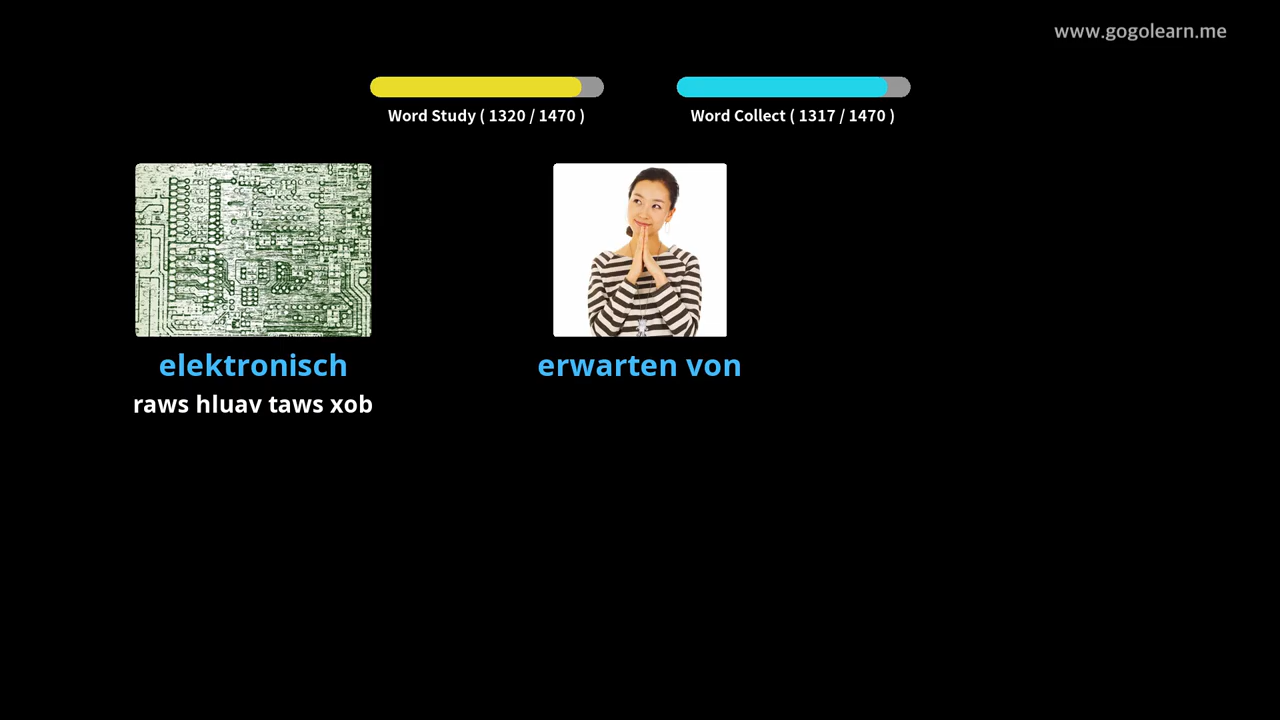 www.gogolearn.me
Word Study ( 1320 / 1470 )
Word Collect ( 1317 / 1470 )
elektronisch
raws hluav taws xob
erwarten von